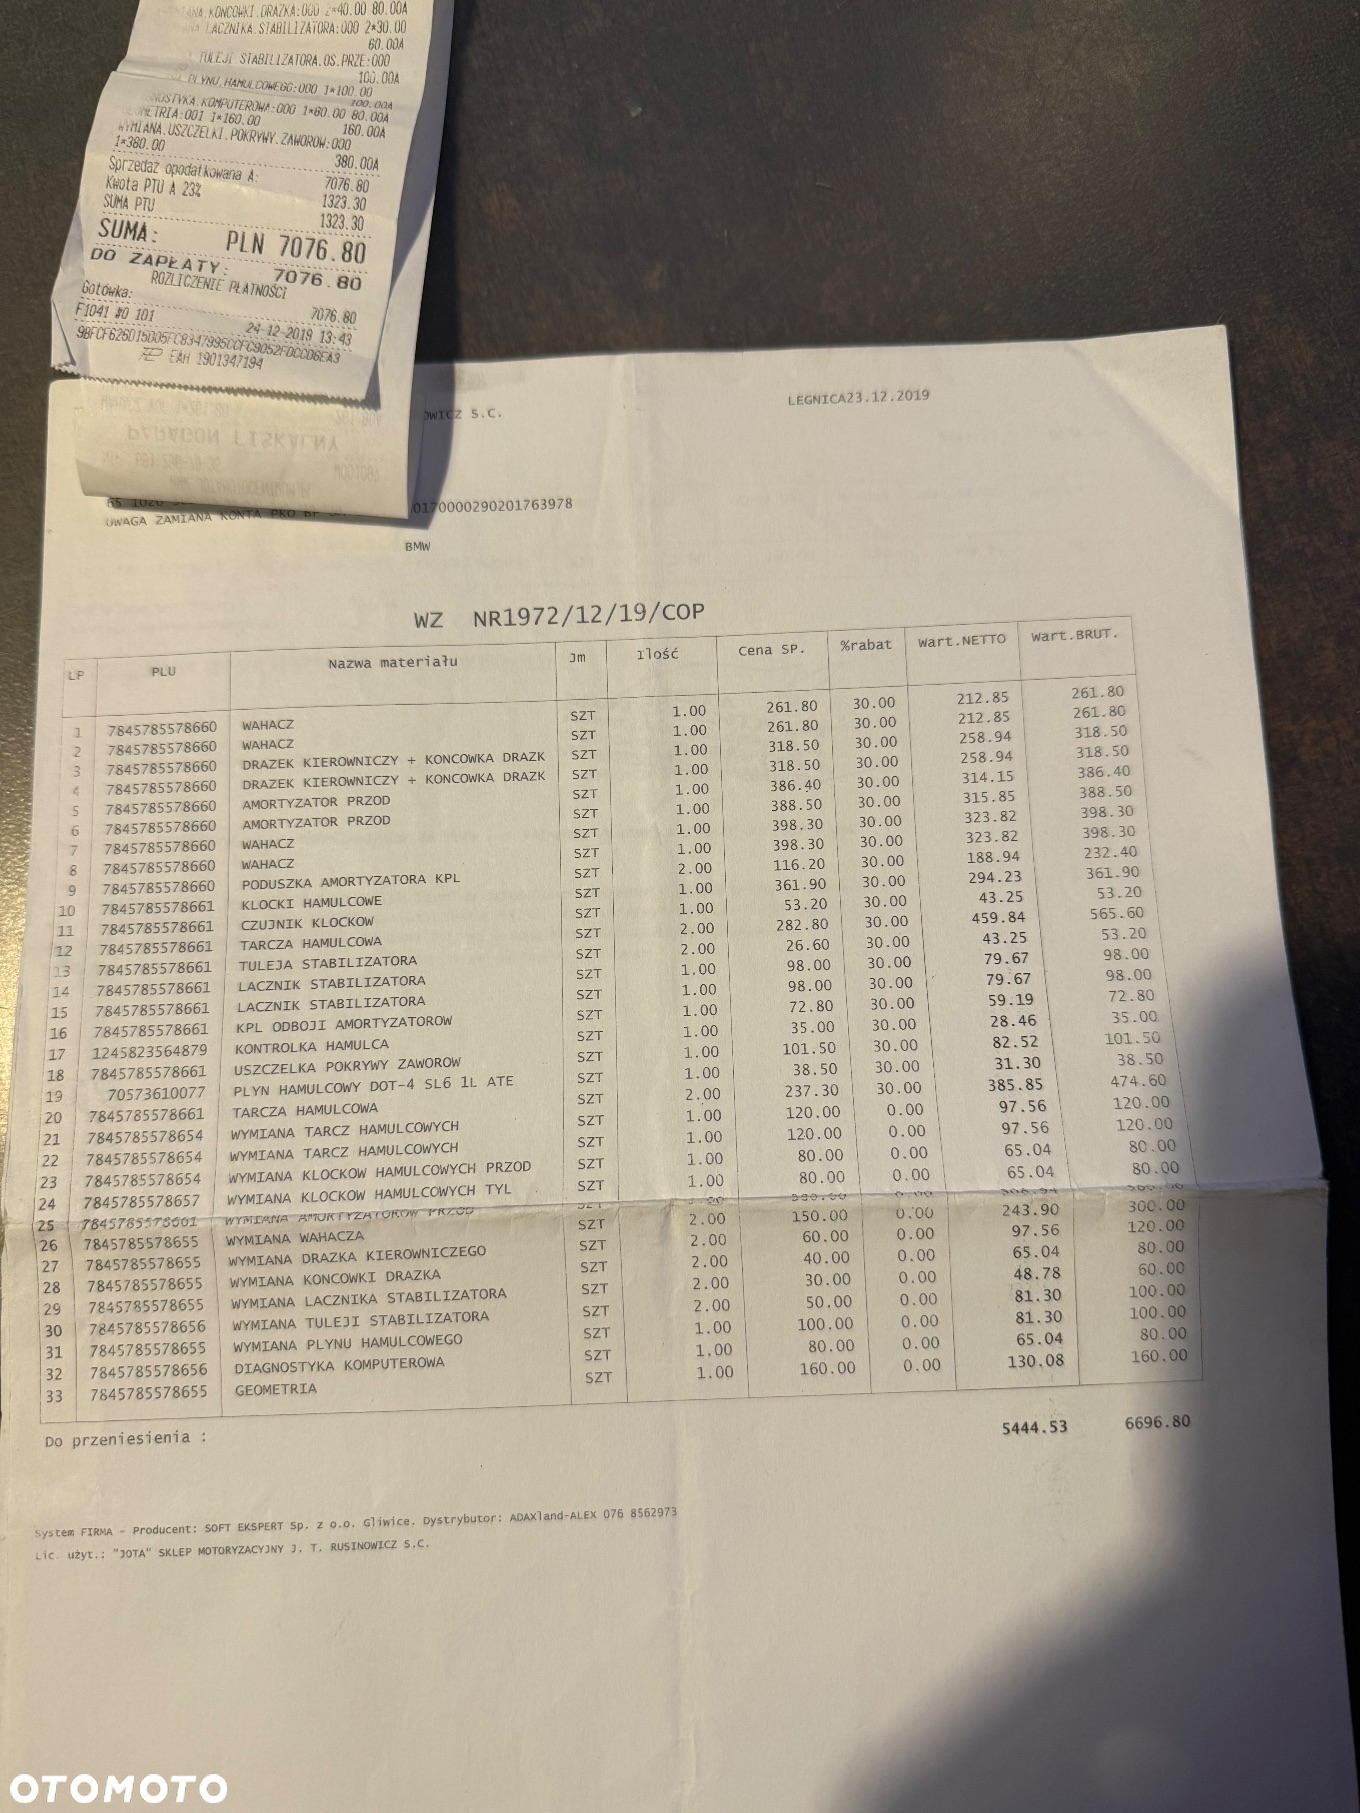 ANA.KONCOWKI.DRAZKA:000 2*40.00 80.00A
LACZNIKA.STABILIZATORA:000 2*30.00
60.00A
TULEJI STABILIZATORA.OS.PRZE:000
100.00A
PLYNU.HAMULCOWEGG:000 1*100.00
100.00A
NOSTYKA.KOMPUTEROWA:000 1*80.00 80.00A
METRIA:001 1*160.00
160.00A
WYMIANA.USZCZELKI.POKRYWY.ZAWOROW:000
1*380.00
380.00A
Sprzedaż opodatkowana A: 7076.80
Kwota PTU A 23% 1323.30
SUMA PTU 1323.30
SUMA: PLN 7076.80
DO ZAPŁATY: 7076.80
ROZLICZENIE PŁATNOŚCI
Gotówka: 7076.80
F1041 #0 101 24-12-2019 13:43
EAH 1901347194
PARAGON FISKALNY
OWICZ S.C.
LEGNICA23.12.2019
0170000290201763978
UWAGA ZAMIANA KONTA PKO BP
BMW
WZ NR1972/12/19/COP
LP PLU Nazwa materiału Jm Ilość Cena SP. %rabat Wart.NETTO Wart.BRUT.
1 7845785578660 WAHACZ SZT 1.00 261.80 30.00 212.85 261.80
2 7845785578660 WAHACZ SZT 1.00 261.80 30.00 212.85 261.80
3 7845785578660 DRAZEK KIEROWNICZY + KONCOWKA DRAZK SZT 1.00 318.50 30.00 258.94 318.50
4 7845785578660 DRAZEK KIEROWNICZY + KONCOWKA DRAZK SZT 1.00 318.50 30.00 258.94 318.50
5 7845785578660 AMORTYZATOR PRZOD SZT 1.00 386.40 30.00 314.15 386.40
6 7845785578660 AMORTYZATOR PRZOD SZT 1.00 388.50 30.00 315.85 388.50
7 7845785578660 WAHACZ SZT 1.00 398.30 30.00 323.82 398.30
8 7845785578660 WAHACZ SZT 1.00 398.30 30.00 323.82 398.30
9 7845785578660 PODUSZKA AMORTYZATORA KPL SZT 2.00 116.20 30.00 188.94 232.40
10 7845785578661 KLOCKI HAMULCOWE SZT 1.00 361.90 30.00 294.23 361.90
11 7845785578661 CZUJNIK KLOCKOW SZT 1.00 53.20 30.00 43.25 53.20
12 7845785578661 TARCZA HAMULCOWA SZT 2.00 282.80 30.00 459.84 565.60
13 7845785578661 TULEJA STABILIZATORA SZT 2.00 26.60 30.00 43.25 53.20
14 7845785578661 LACZNIK STABILIZATORA SZT 1.00 98.00 30.00 79.67 98.00
15 7845785578661 LACZNIK STABILIZATORA SZT 1.00 98.00 30.00 79.67 98.00
16 7845785578661 KPL ODBOJI AMORTYZATOROW SZT 1.00 72.80 30.00 59.19 72.80
17 1245823564879 KONTROLKA HAMULCA SZT 1.00 35.00 30.00 28.46 35.00
18 7845785578661 USZCZELKA POKRYWY ZAWOROW SZT 1.00 101.50 30.00 82.52 101.50
19 70573610077 PLYN HAMULCOWY DOT-4 SL6 1L ATE SZT 1.00 38.50 30.00 31.30 38.50
20 7845785578661 TARCZA HAMULCOWA SZT 2.00 237.30 30.00 385.85 474.60
21 7845785578654 WYMIANA TARCZ HAMULCOWYCH SZT 1.00 120.00 0.00 97.56 120.00
22 7845785578654 WYMIANA TARCZ HAMULCOWYCH SZT 1.00 120.00 0.00 97.56 120.00
23 7845785578654 WYMIANA KLOCKOW HAMULCOWYCH PRZOD SZT 1.00 80.00 0.00 65.04 80.00
24 7845785578657 WYMIANA KLOCKOW HAMULCOWYCH TYL SZT 1.00 80.00 0.00 65.04 80.00
25 7845785578661 WYMIANA AMORTYZATOROW PRZOD SZT 0.00
26 7845785578655 WYMIANA WAHACZA SZT 2.00 150.00 0.00 243.90 300.00
27 7845785578655 WYMIANA DRAZKA KIEROWNICZEGO SZT 2.00 60.00 0.00 97.56 120.00
28 7845785578655 WYMIANA KONCOWKI DRAZKA SZT 2.00 40.00 0.00 65.04 80.00
29 7845785578655 WYMIANA LACZNIKA STABILIZATORA SZT 2.00 30.00 0.00 48.78 60.00
30 7845785578656 WYMIANA TULEJI STABILIZATORA SZT 2.00 50.00 0.00 81.30 100.00
31 7845785578655 WYMIANA PLYNU HAMULCOWEGO SZT 1.00 100.00 0.00 81.30 100.00
32 7845785578656 DIAGNOSTYKA KOMPUTEROWA SZT 1.00 80.00 0.00 65.04 80.00
33 7845785578655 GEOMETRIA SZT 1.00 160.00 0.00 130.08 160.00
Do przeniesienia : 5444.53 6696.80
System FIRMA - Producent: SOFT EKSPERT Sp. z o.o. Gliwice. Dystrybutor: ADAXland-ALEX 076 8562973
Lic. użyt.: "JOTA" SKLEP MOTORYZACYJNY J. T. RUSINOWICZ S.C.
OTOMOTO